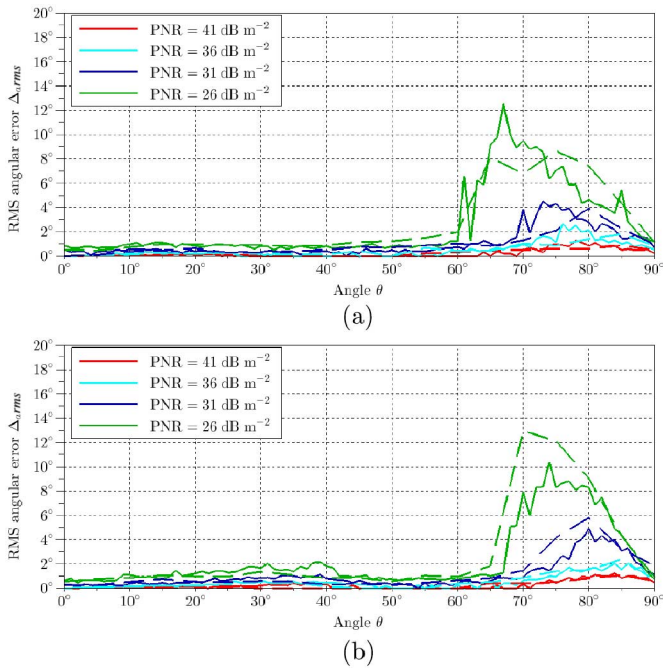 RMS angular error Δα rms
20°
18°
16°
14°
12°
10°
8°
6°
4°
2°
0°
PNR = 41 dB m−2
PNR = 36 dB m−2
PNR = 31 dB m−2
PNR = 26 dB m−2
0° 10° 20° 30° 40° 50° 60° 70° 80° 90°
Angle θ
(a)
RMS angular error Δα rms
20°
18°
16°
14°
12°
10°
8°
6°
4°
2°
0°
PNR = 41 dB m−2
PNR = 36 dB m−2
PNR = 31 dB m−2
PNR = 26 dB m−2
0° 10° 20° 30° 40° 50° 60° 70° 80° 90°
Angle θ
(b)